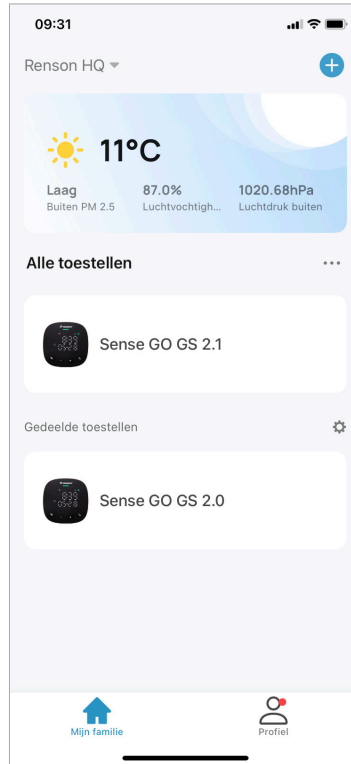 09:31
Renson HQ
11°C
Laag
Buiten PM 2.5
87.0%
Luchtvochtigh...
1020.68hPa
Luchtdruk buiten
Alle toestellen
Sense GO GS 2.1
Gedeelde toestellen
Sense GO GS 2.0
Mijn familie
Profiel